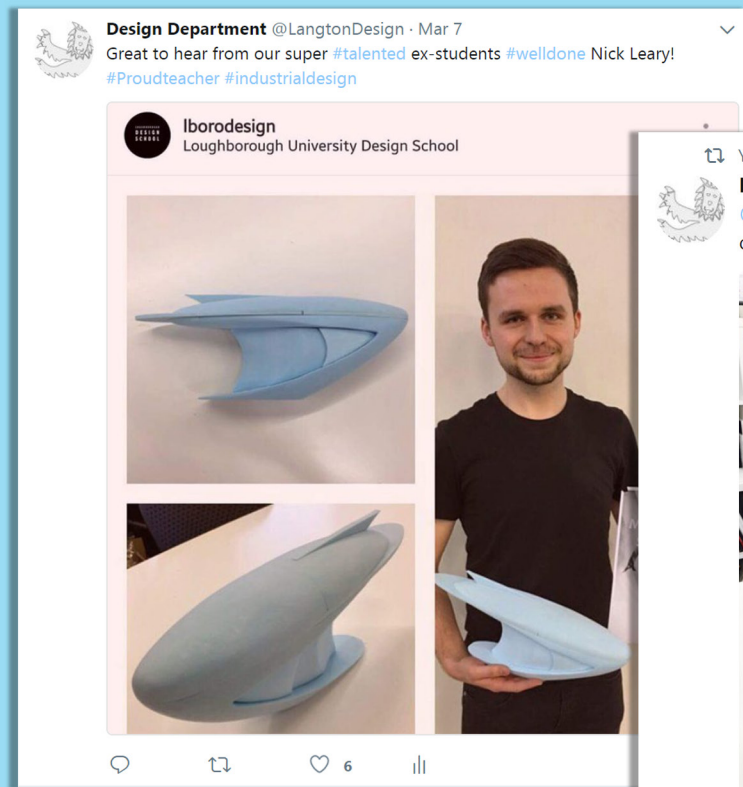 Design Department @LangtonDesign · Mar 7
Great to hear from our super #talented ex-students #welldone Nick Leary!
#Proudteacher #industrialdesign
DESIGN
SCHOOL
lborodesign
Loughborough University Design School
6